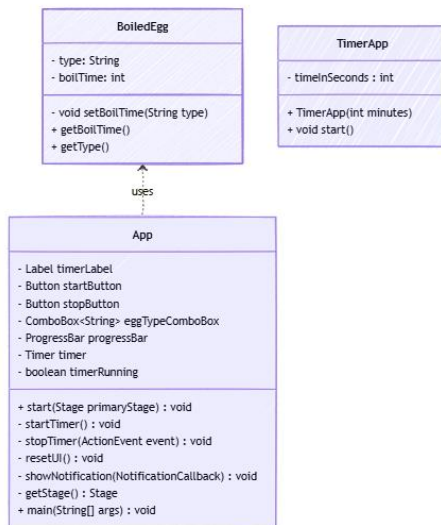 BoiledEgg
- type: String
- boilTime: int
- void setBoilTime(String type)
+ getBoilTime()
+ getType()
TimerApp
- timeInSeconds : int
+ TimerApp(int minutes)
+ void start()
uses
App
- Label timerLabel
- Button startButton
- Button stopButton
- ComboBox<String> eggTypeComboBox
- ProgressBar progressBar
- Timer timer
- boolean timerRunning
+ start(Stage primaryStage) : void
- startTimer() : void
- stopTimer(ActionEvent event) : void
- resetUI() : void
- showNotification(NotificationCallback) : void
- getStage() : Stage
+ main(String[] args) : void